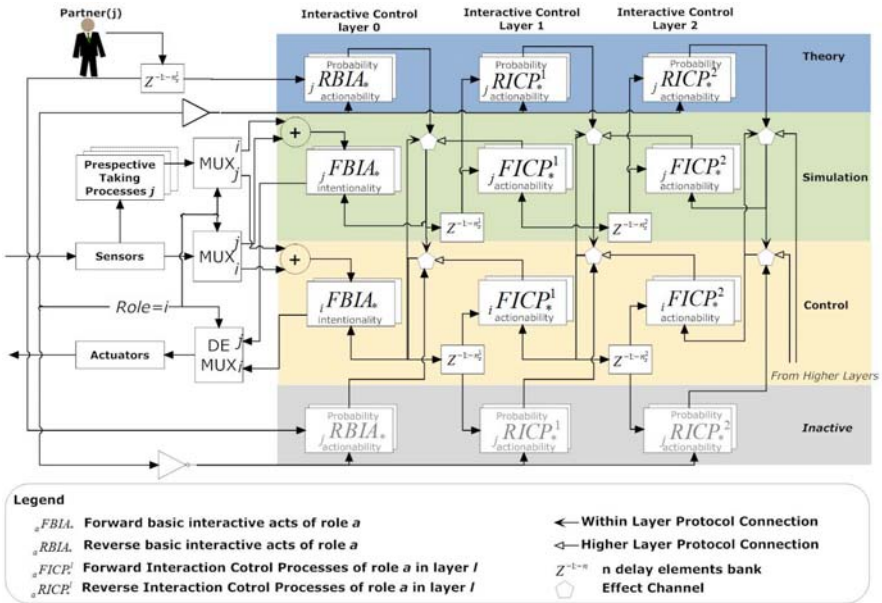 Partner(j)
Interactive Control
layer 0
Interactive Control
Layer 1
Interactive Control
Layer 2
Z^{-1-n_0^1}
Probability
jRBIA*
actionability
Probability
jRICP*^1
actionability
Probability
jRICP*^2
actionability
Theory
+
MUX i
j
Prespective
Taking
Processes j
jFBIA*
intentionality
jFICP*^1
jFICP*^2
Simulation
Sensors
MUX j
i
+
Role=i
iFBIA*
intentionality
iFICP*^1
iFICP*^2
Control
Actuators
DE j
MUX i
From Higher Layers
Probability
jRBIA*
actionability
Probability
jRICP*^1
actionability
Probability
jRICP*^2
actionability
Inactive
Legend
aFBIA* Forward basic interactive acts of role a
aRBIA* Reverse basic interactive acts of role a
aFICP*^l Forward Interaction Cotrol Processes of role a in layer l
aRICP*^l Reverse Interaction Cotrol Processes of role a in layer l
Within Layer Protocol Connection
Higher Layer Protocol Connection
Z^{-1-n} n delay elements bank
Effect Channel